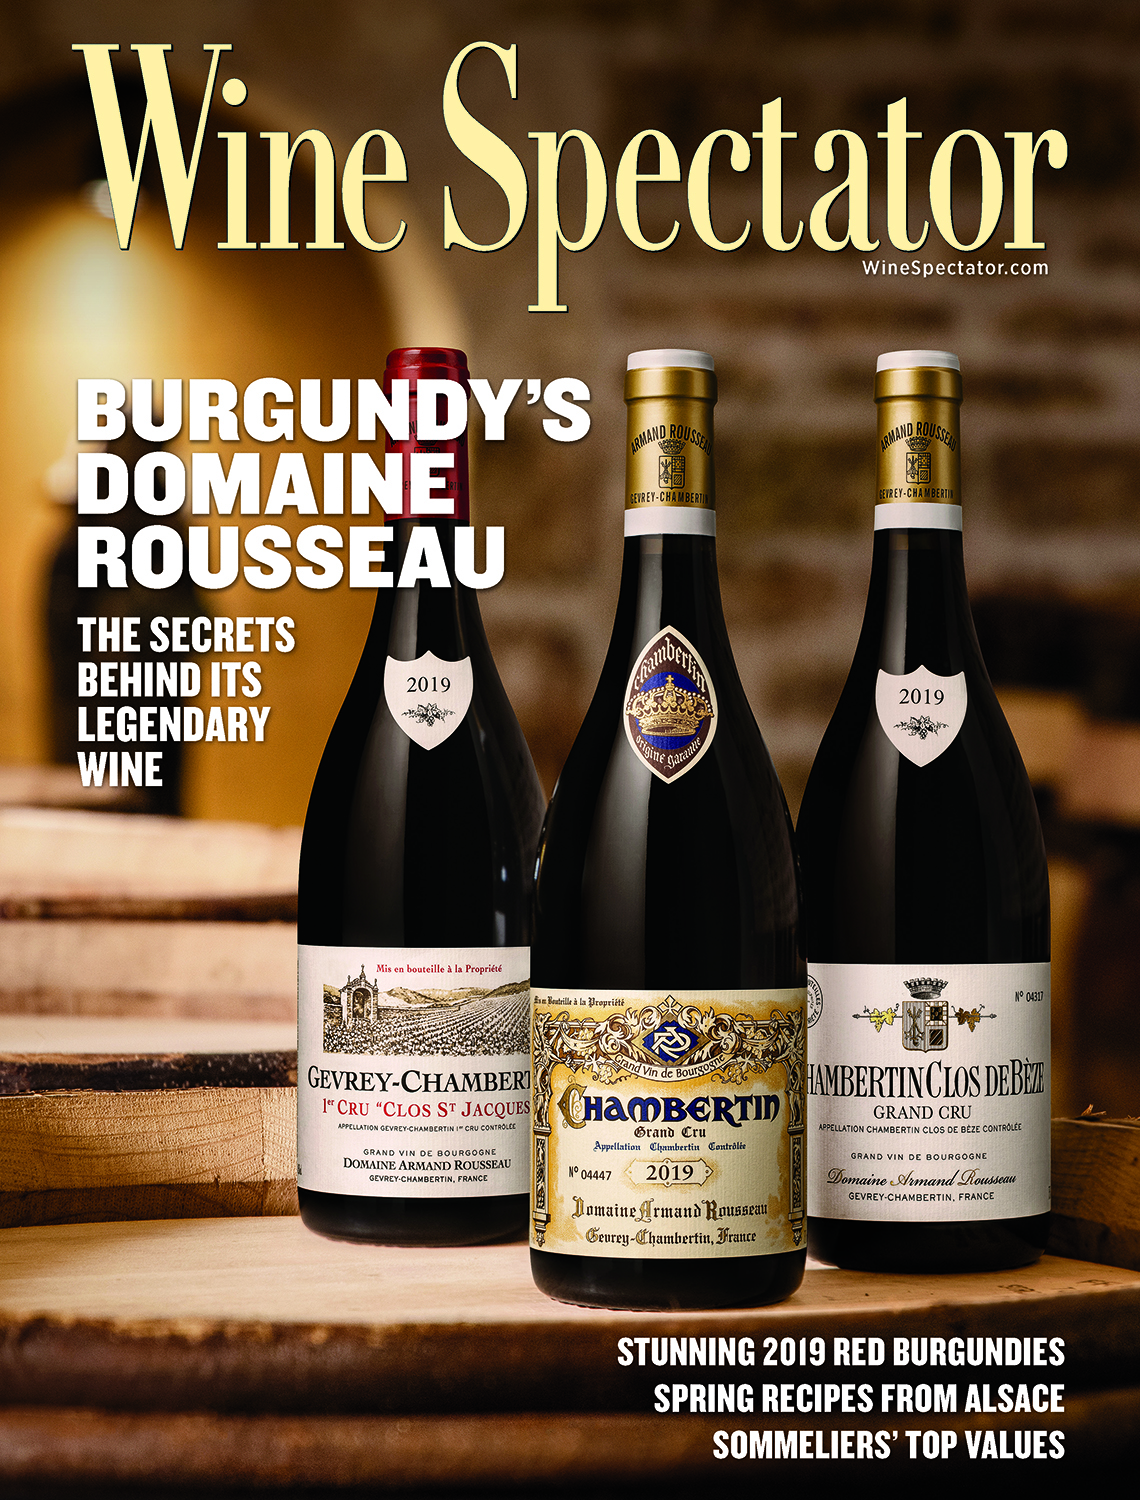 Wine Spectator
WineSpectator.com
BURGUNDY'S
DOMAINE
ROUSSEAU
THE SECRETS
BEHIND ITS
LEGENDARY
WINE
ARMAND ROUSSEAU
GEVREY-CHAMBERTIN
ARMAND ROUSSEAU
GEVREY-CHAMBERTIN
2019
Chambertin
origine garantie
2019
Mis en bouteille à la Propriété
GEVREY-CHAMBERT
1er CRU "CLOS ST JACQUES
APPELLATION GEVREY-CHAMBERTIN 1ER CRU CONTRÔLÉE
GRAND VIN DE BOURGOGNE
DOMAINE ARMAND ROUSSEAU
GEVREY-CHAMBERTIN, FRANCE
Mis en Bouteille à la Propriété
Grand Vin de Bourgogne
CHAMBERTIN
Grand Cru
Appellation Chambertin Contrôlée
Nº 04447
2019
Domaine Armand Rousseau
Gevrey-Chambertin, France
Nº 04317
HAMBERTIN CLOS DE BÈZE
GRAND CRU
APPELLATION CHAMBERTIN CLOS DE BÈZE CONTRÔLÉE
GRAND VIN DE BOURGOGNE
Domaine Armand Rousseau
GEVREY-CHAMBERTIN, FRANCE
STUNNING 2019 RED BURGUNDIES
SPRING RECIPES FROM ALSACE
SOMMELIERS' TOP VALUES